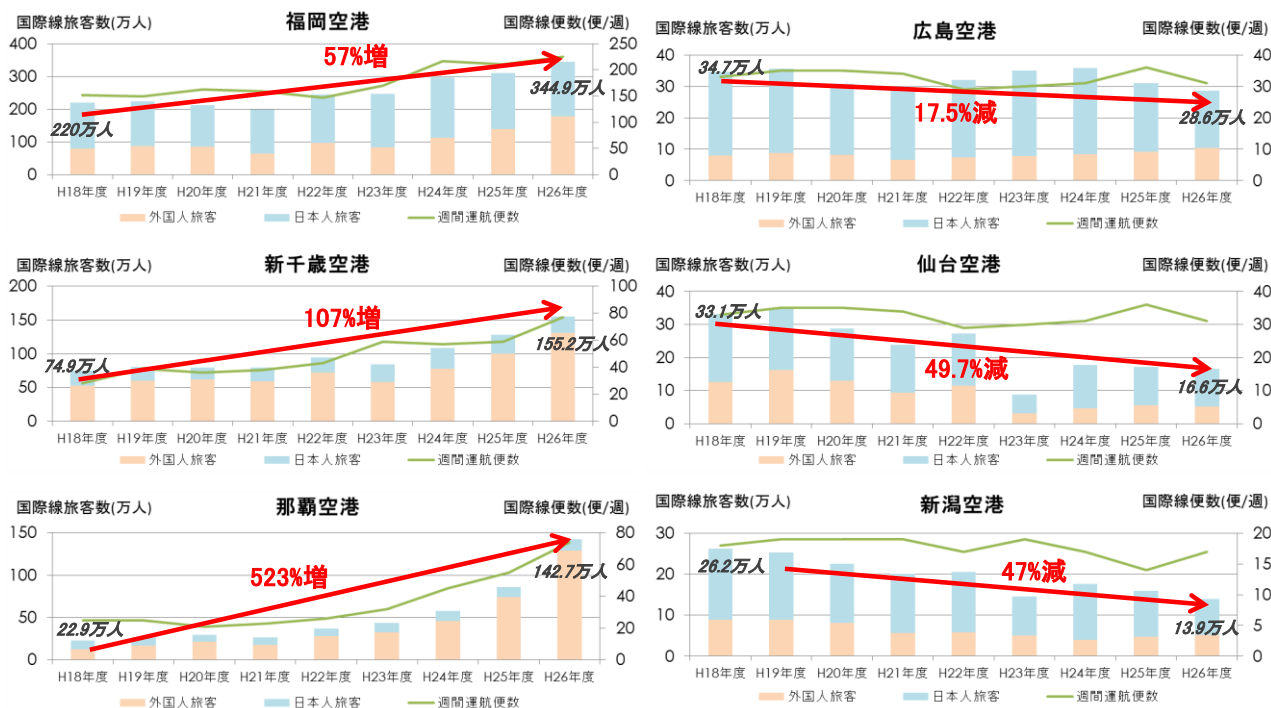 国際線旅客数(万人)
福岡空港
国際線便数(便/週)
400
300
200
100
0
250
200
150
100
50
0
57%増
220万人
344.9万人
H18年度 H19年度 H20年度 H21年度 H22年度 H23年度 H24年度 H25年度 H26年度
外国人旅客 日本人旅客 週間運航便数
国際線旅客数(万人)
新千歳空港
国際線便数(便/週)
200
150
100
50
0
100
80
60
40
20
0
107%増
74.9万人
155.2万人
H18年度 H19年度 H20年度 H21年度 H22年度 H23年度 H24年度 H25年度 H26年度
外国人旅客 日本人旅客 週間運航便数
国際線旅客数(万人)
那覇空港
国際線便数(便/週)
150
100
50
0
80
60
40
20
0
523%増
22.9万人
142.7万人
H18年度 H19年度 H20年度 H21年度 H22年度 H23年度 H24年度 H25年度 H26年度
外国人旅客 日本人旅客 週間運航便数
国際線旅客数(万人)
広島空港
国際線便数(便/週)
40
30
20
10
0
40
30
20
10
0
34.7万人
17.5%減
28.6万人
H18年度 H19年度 H20年度 H21年度 H22年度 H23年度 H24年度 H25年度 H26年度
外国人旅客 日本人旅客 週間運航便数
国際線旅客数(万人)
仙台空港
国際線便数(便/週)
40
30
20
10
0
40
30
20
10
0
33.1万人
49.7%減
16.6万人
H18年度 H19年度 H20年度 H21年度 H22年度 H23年度 H24年度 H25年度 H26年度
外国人旅客 日本人旅客 週間運航便数
国際線旅客数(万人)
新潟空港
国際線便数(便/週)
30
20
10
0
20
15
10
5
0
26.2万人
47%減
13.9万人
H18年度 H19年度 H20年度 H21年度 H22年度 H23年度 H24年度 H25年度 H26年度
外国人旅客 日本人旅客 週間運航便数